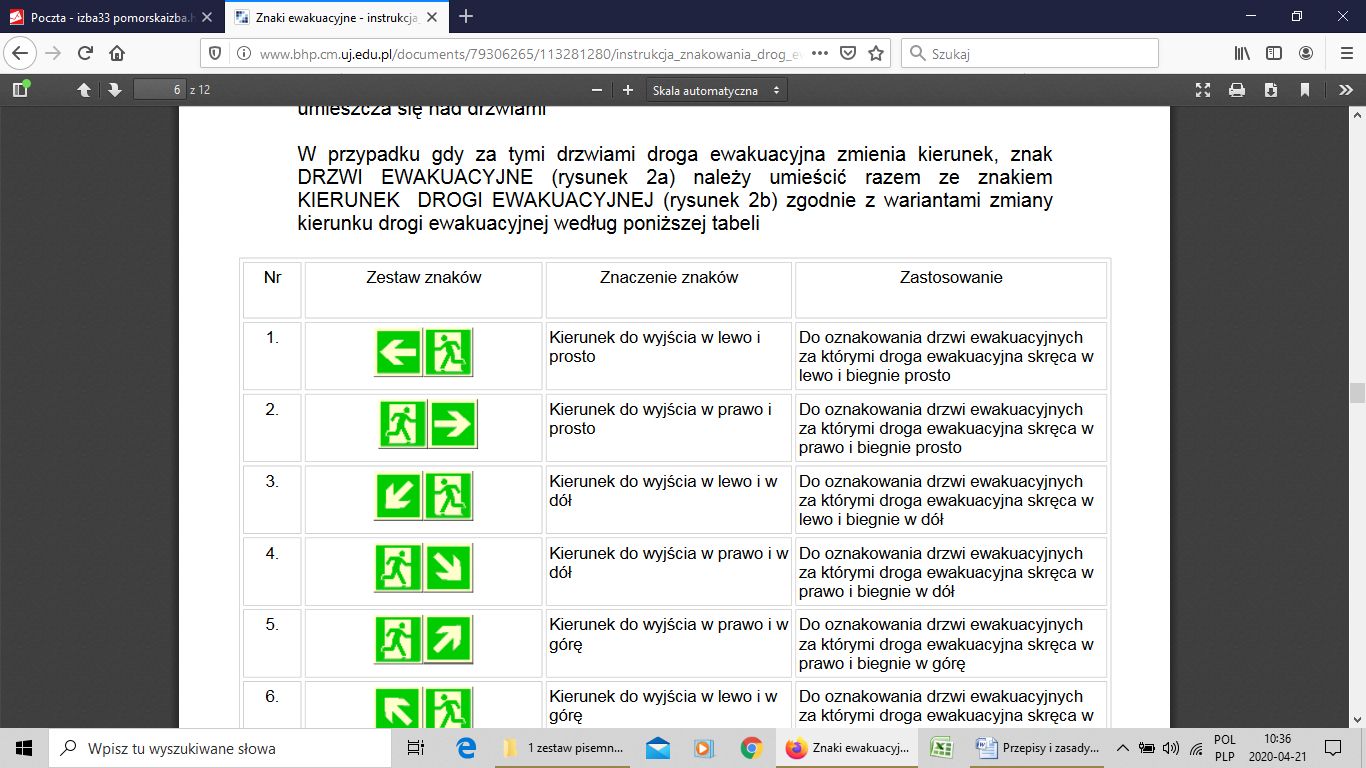 Poczta - izba33 pomorskaizba.h
Znaki ewakuacyjne - instrukcja_
www.bhp.cm.uj.edu.pl/documents/79306265/113281280/instrukcja_znakowania_drog_e
Szukaj
6 z 12
Skala automatyczna
umieszcza się nad drzwiami
W przypadku gdy za tymi drzwiami droga ewakuacyjna zmienia kierunek, znak
DRZWI EWAKUACYJNE (rysunek 2a) należy umieścić razem ze znakiem
KIERUNEK DROGI EWAKUACYJNEJ (rysunek 2b) zgodnie z wariantami zmiany
kierunku drogi ewakuacyjnej według poniższej tabeli
Nr Zestaw znaków Znaczenie znaków Zastosowanie
1.
Kierunek do wyjścia w lewo i
prosto
Do oznakowania drzwi ewakuacyjnych
za którymi droga ewakuacyjna skręca w
lewo i biegnie prosto
2.
Kierunek do wyjścia w prawo i
prosto
Do oznakowania drzwi ewakuacyjnych
za którymi droga ewakuacyjna skręca w
prawo i biegnie prosto
3.
Kierunek do wyjścia w lewo i w
dół
Do oznakowania drzwi ewakuacyjnych
za którymi droga ewakuacyjna skręca w
lewo i biegnie w dół
4.
Kierunek do wyjścia w prawo i w
dół
Do oznakowania drzwi ewakuacyjnych
za którymi droga ewakuacyjna skręca w
prawo i biegnie w dół
5.
Kierunek do wyjścia w prawo i w
górę
Do oznakowania drzwi ewakuacyjnych
za którymi droga ewakuacyjna skręca w
prawo i biegnie w górę
6.
Kierunek do wyjścia w lewo i w
górę
Do oznakowania drzwi ewakuacyjnych
za którymi droga ewakuacyjna skręca w
Wpisz tu wyszukiwane słowa
1 zestaw pisemn...
Znaki ewakuacyj...
Przepisy i zasady...
POL
PLP
10:36
2020-04-21